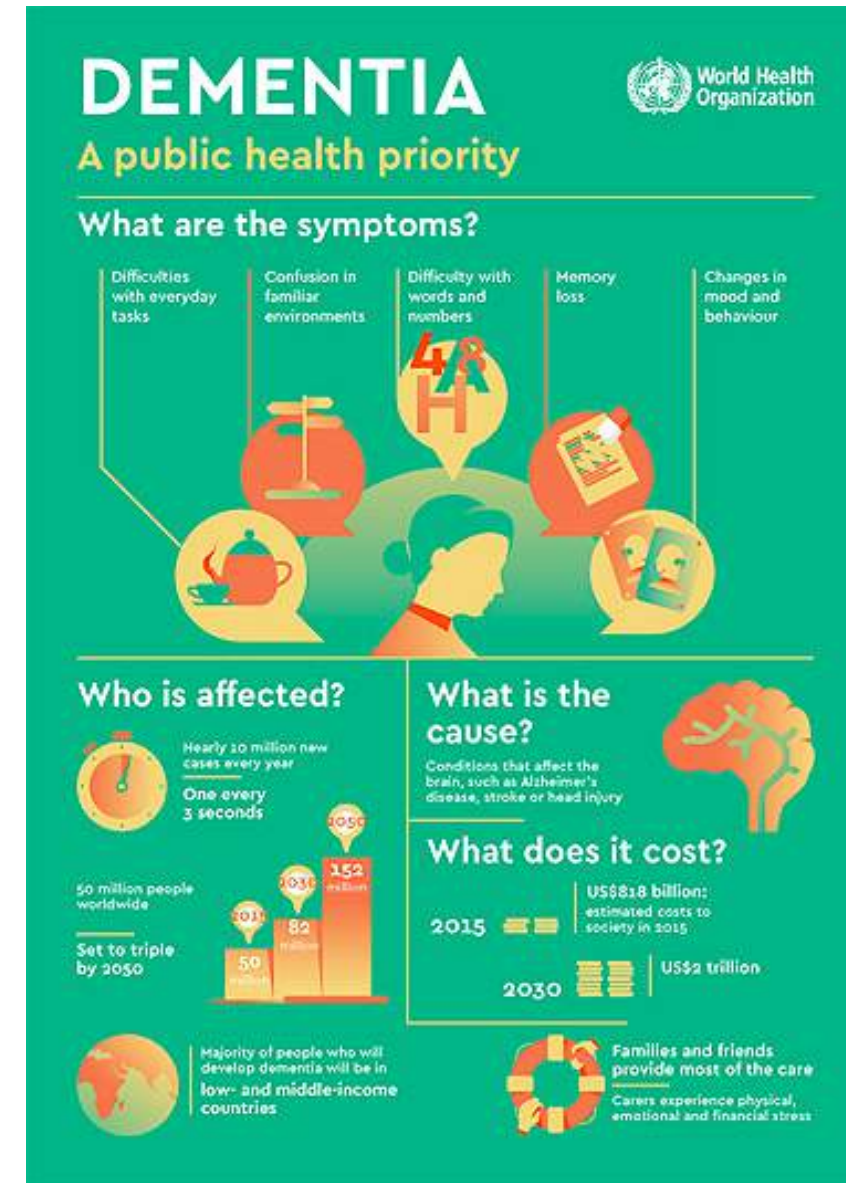 DEMENTIA
World Health
Organization
A public health priority
What are the symptoms?
Difficulties
with everyday
tasks
Confusion in
familiar
environments
Difficulty with
words and
numbers
Memory
loss
Changes in
mood and
behaviour
4 8
A
H
Who is affected?
Nearly 10 million new
cases every year
One every
3 seconds
50 million people
worldwide
Set to triple
by 2050
50
million
2030
82
million
2050
152
million
Majority of people who will
develop dementia will be in
low- and middle-income
countries
What is the
cause?
Conditions that affect the
brain, such as Alzheimer's
disease, stroke or head injury
What does it cost?
2015
US$818 billion:
estimated costs to
society in 2015
2030
US$2 trillion
Families and friends
provide most of the care
Carers experience physical,
emotional and financial stress